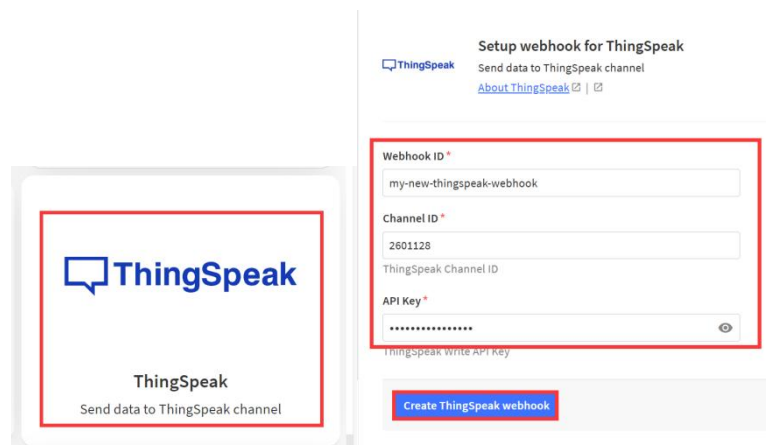 ThingSpeak
ThingSpeak
Send data to ThingSpeak channel
ThingSpeak
Setup webhook for ThingSpeak
Send data to ThingSpeak channel
About ThingSpeak |
Webhook ID *
my-new-thingspeak-webhook
Channel ID *
2601128
ThingSpeak Channel ID
API Key *
••••••••••••••••
ThingSpeak Write API Key
Create ThingSpeak webhook